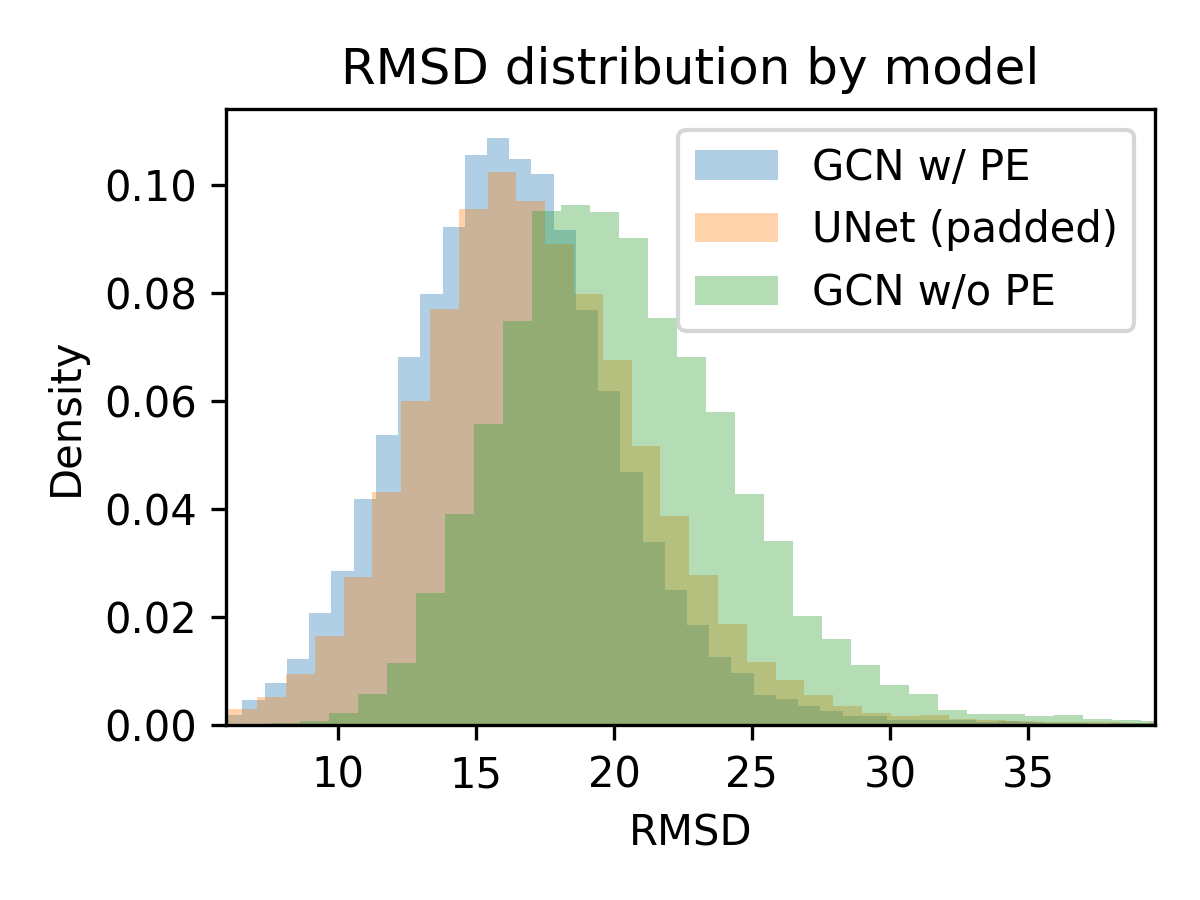 RMSD distribution by model
GCN w/ PE
UNet (padded)
GCN w/o PE
Density
0.10
0.08
0.06
0.04
0.02
0.00
10 15 20 25 30 35
RMSD